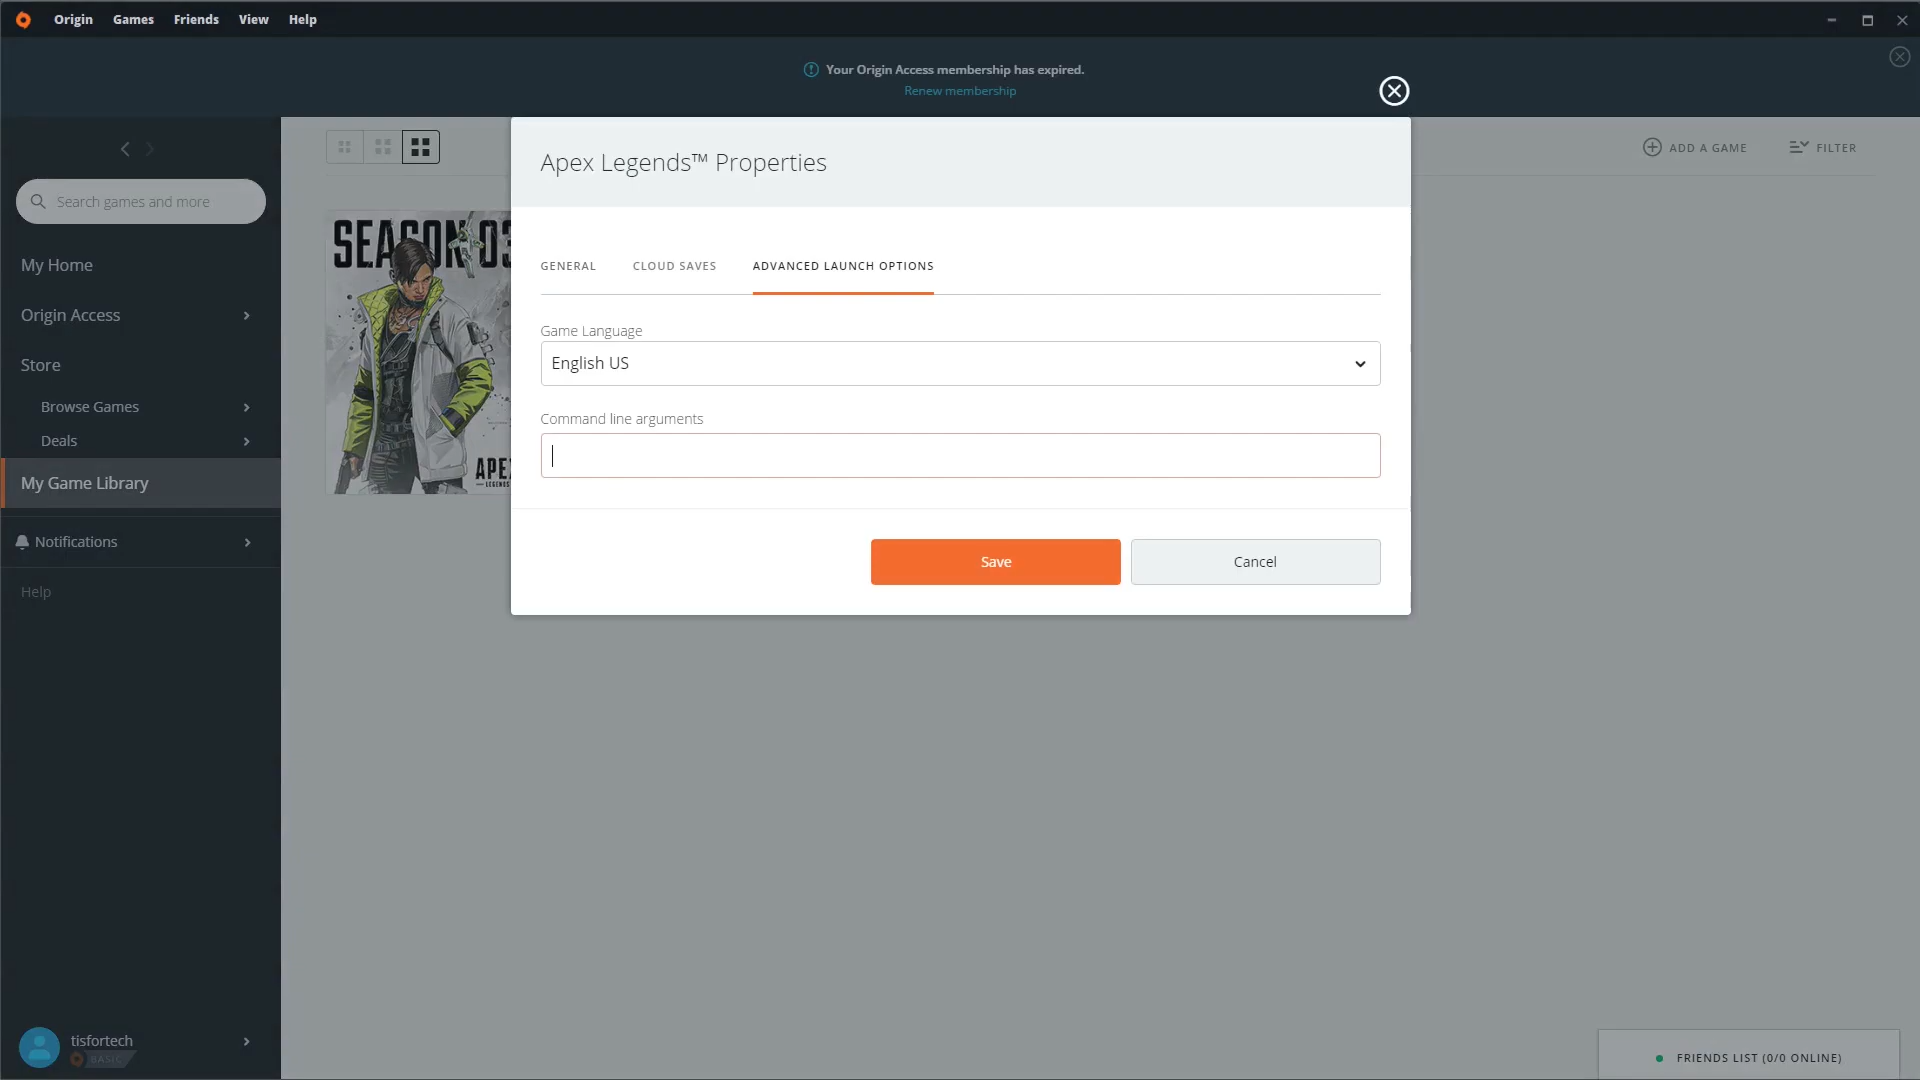 Origin Games Friends View Help
Your Origin Access membership has expired.
Renew membership
Search games and more
My Home
Origin Access
Store
Browse Games
Deals
My Game Library
Notifications
Help
tisfortech
BASIC
ADD A GAME
FILTER
SEASON 03
APE
LEGENDS
Apex Legends™ Properties
GENERAL CLOUD SAVES ADVANCED LAUNCH OPTIONS
Game Language
English US
Command line arguments
Save Cancel
FRIENDS LIST (0/0 ONLINE)